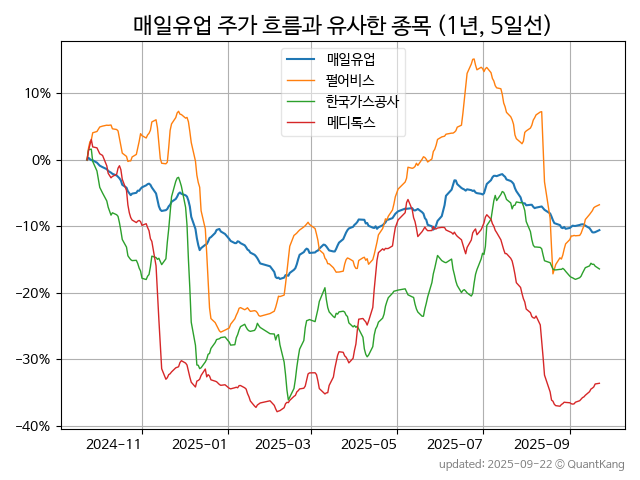 매일유업 주가 흐름과 유사한 종목 (1년, 5일선)
매일유업
펄어비스
한국가스공사
메디톡스
10%
0%
−10%
−20%
−30%
−40%
2024-11 2025-01 2025-03 2025-05 2025-07 2025-09
updated: 2025-09-22 © QuantKang